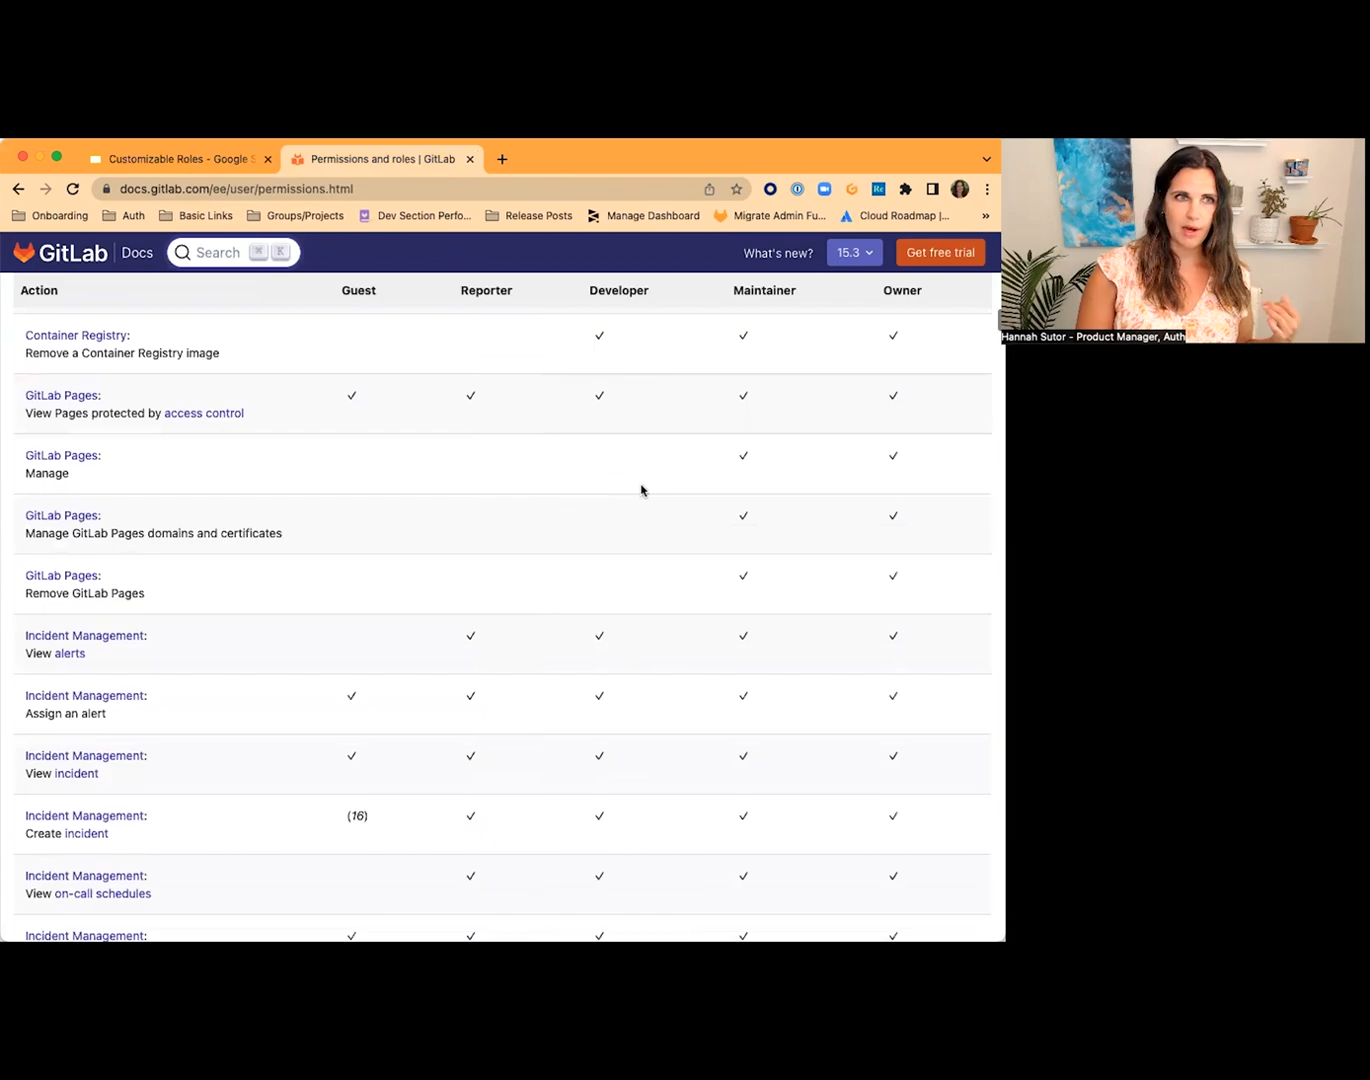 Customizable Roles - Google S
Permissions and roles | GitLab
docs.gitlab.com/ee/user/permissions.html
Onboarding Auth Basic Links Groups/Projects Dev Section Perfo... Release Posts Manage Dashboard Migrate Admin Fu... Cloud Roadmap |... »
GitLab Docs Search ⌘ K What's new? 15.3 Get free trial
Action Guest Reporter Developer Maintainer Owner
Container Registry: ✓ ✓ ✓
Remove a Container Registry image
GitLab Pages: ✓ ✓ ✓ ✓ ✓
View Pages protected by access control
GitLab Pages: ✓ ✓
Manage
GitLab Pages: ✓ ✓
Manage GitLab Pages domains and certificates
GitLab Pages: ✓ ✓
Remove GitLab Pages
Incident Management: ✓ ✓ ✓ ✓
View alerts
Incident Management: ✓ ✓ ✓ ✓ ✓
Assign an alert
Incident Management: ✓ ✓ ✓ ✓ ✓
View incident
Incident Management: (16) ✓ ✓ ✓ ✓
Create incident
Incident Management: ✓ ✓ ✓ ✓
View on-call schedules
Incident Management: ✓ ✓ ✓ ✓ ✓
Hannah Sutor - Product Manager, Auth